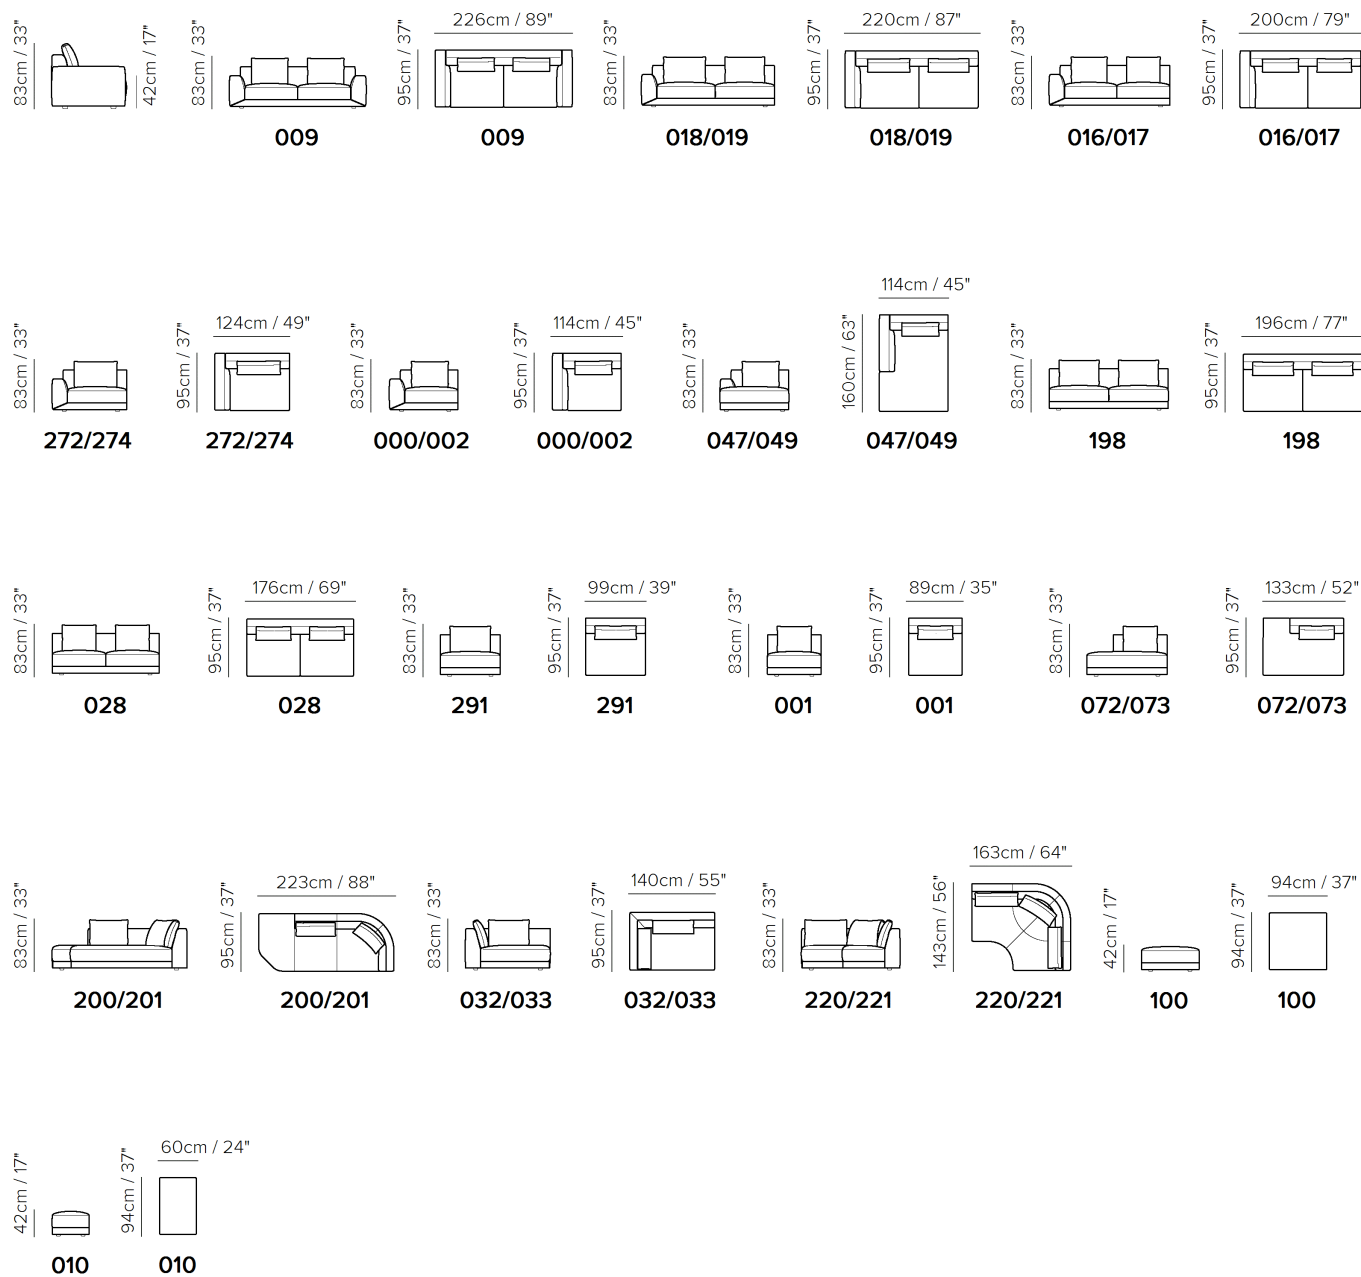 83cm / 33"
42cm / 17"
83cm / 33"
009
226cm / 89"
95cm / 37"
009
83cm / 33"
018/019
220cm / 87"
95cm / 37"
018/019
83cm / 33"
016/017
200cm / 79"
95cm / 37"
016/017
83cm / 33"
272/274
124cm / 49"
95cm / 37"
272/274
83cm / 33"
000/002
114cm / 45"
95cm / 37"
000/002
83cm / 33"
047/049
114cm / 45"
160cm / 63"
047/049
83cm / 33"
198
196cm / 77"
95cm / 37"
198
83cm / 33"
028
176cm / 69"
95cm / 37"
028
83cm / 33"
291
99cm / 39"
95cm / 37"
291
83cm / 33"
001
89cm / 35"
95cm / 37"
001
83cm / 33"
072/073
133cm / 52"
95cm / 37"
072/073
83cm / 33"
200/201
223cm / 88"
95cm / 37"
200/201
83cm / 33"
032/033
140cm / 55"
95cm / 37"
032/033
83cm / 33"
220/221
163cm / 64"
143cm / 56"
220/221
42cm / 17"
100
94cm / 37"
94cm / 37"
100
42cm / 17"
010
60cm / 24"
94cm / 37"
010